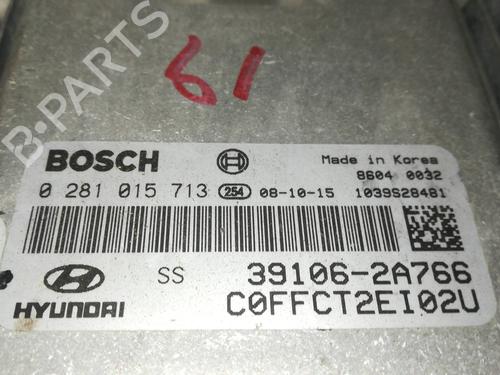 61
B-PARTS
BOSCH
Made in Korea
8604 0032
0 281 015 713 254 08-10-15 1039S28481
SS 39106-2A766
HYUNDAI C0FFCT2EI02U